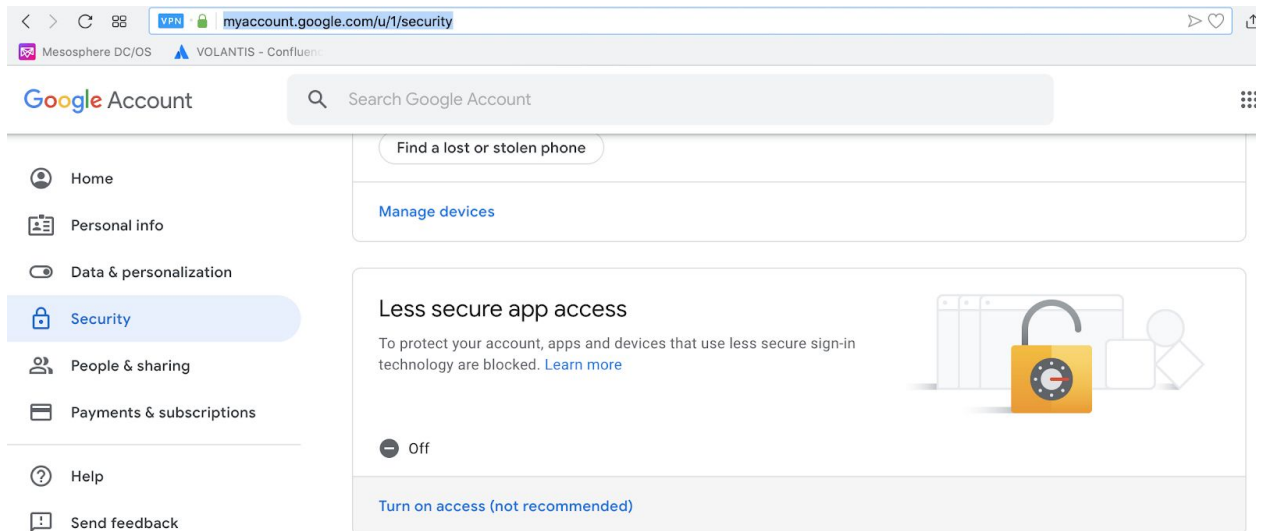 VPN myaccount.google.com/u/1/security
Mesosphere DC/OS VOLANTIS - Confluenc
Google Account Search Google Account
Find a lost or stolen phone
Home
Manage devices
Personal info
Data & personalization
Less secure app access
Security
To protect your account, apps and devices that use less secure sign-in
technology are blocked. Learn more
People & sharing
Payments & subscriptions
Off
Help
Turn on access (not recommended)
Send feedback